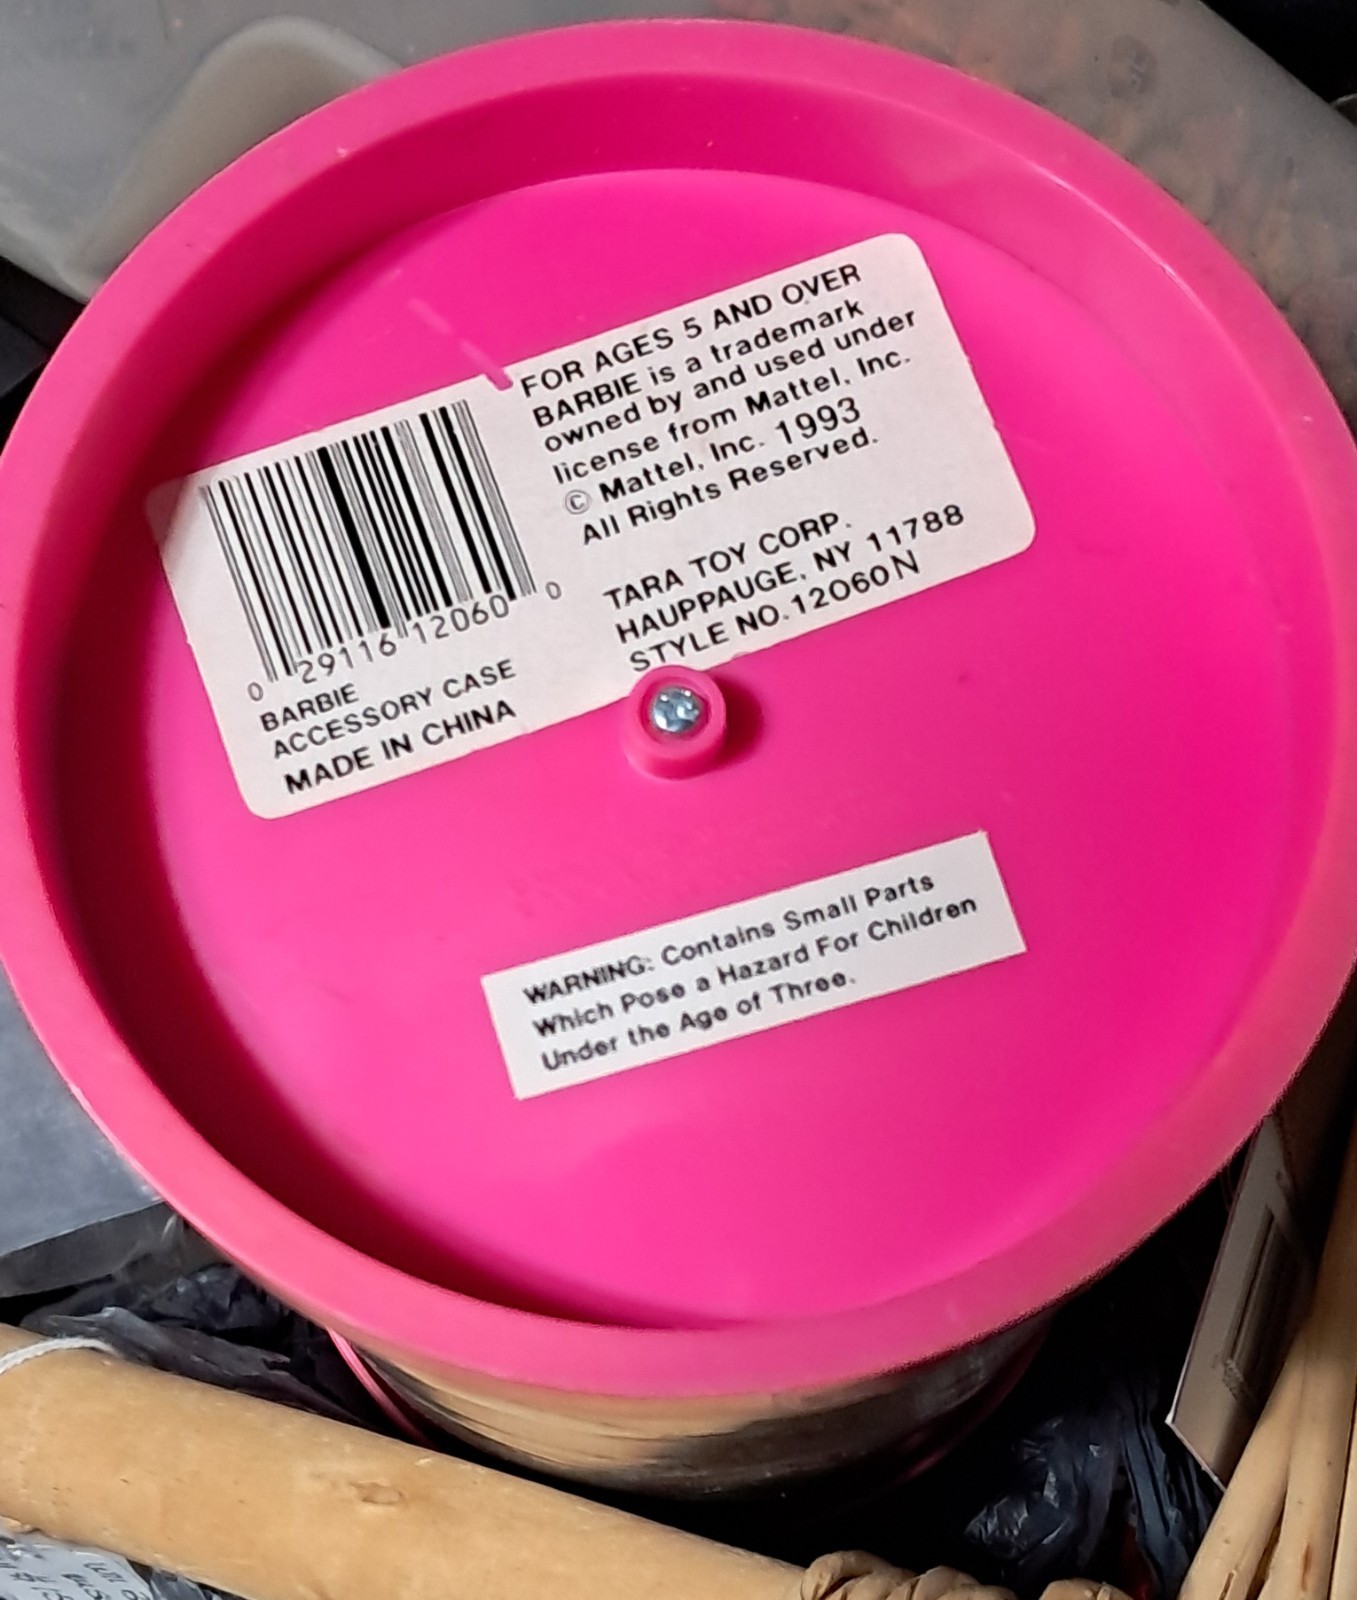 FOR AGES 5 AND OVER
BARBIE is a trademark
owned by and used under
license from Mattel, Inc.
© Mattel, Inc. 1993
All Rights Reserved.
TARA TOY CORP.
HAUPPAUGE, NY 11788
STYLE NO. 12060N
0 29116 12060 0
BARBIE
ACCESSORY CASE
MADE IN CHINA
WARNING: Contains Small Parts
Which Pose a Hazard For Children
Under the Age of Three.